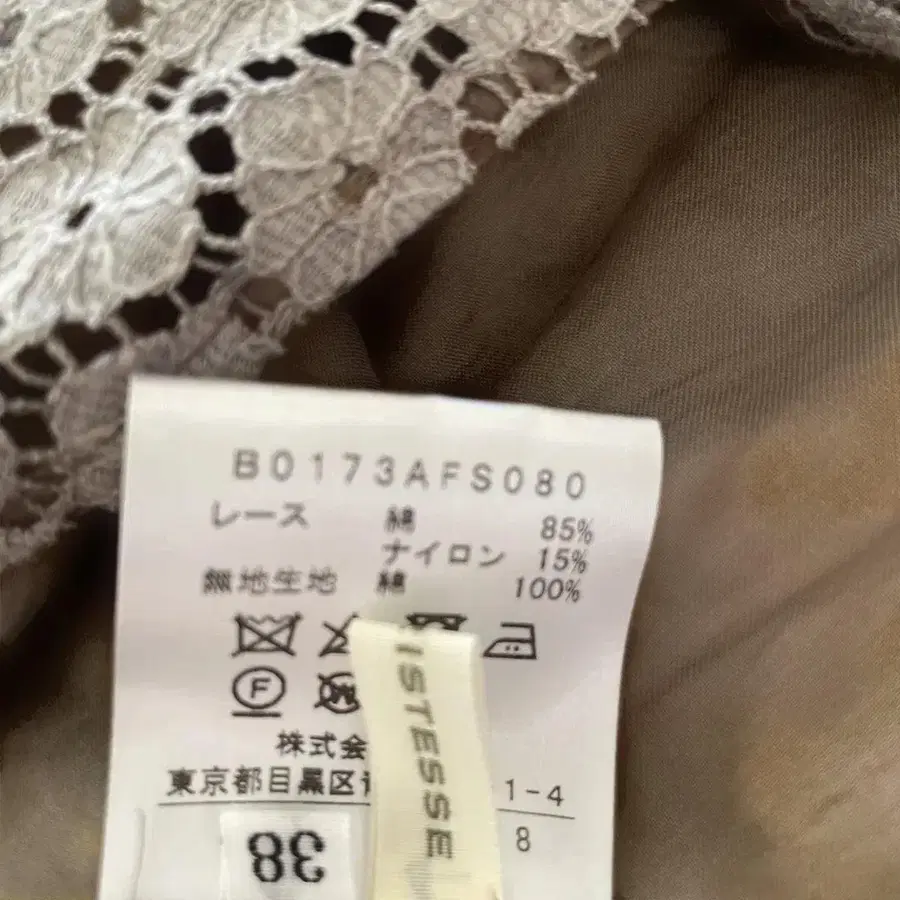 B0173AFS080
レース 綿 85%
ナイロン 15%
無地生地 綿 100%
F
株式会
東京都目黒区 1-4
8
ISTESSE
38